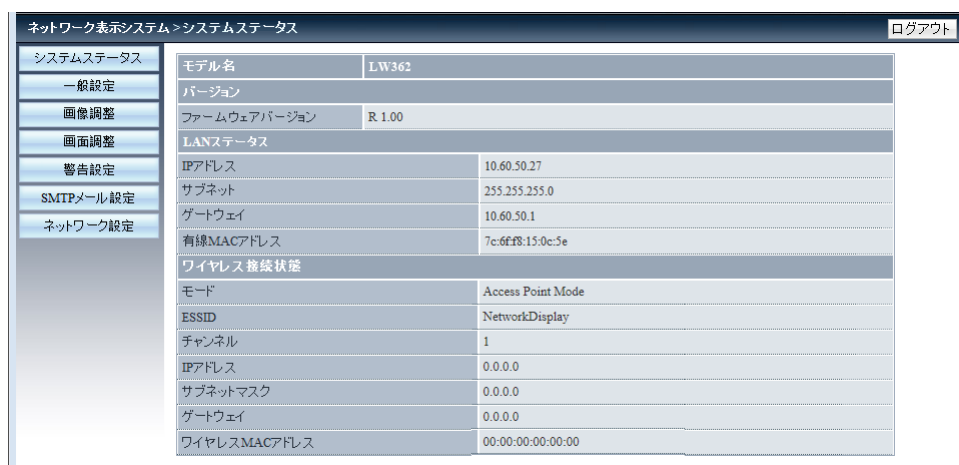 ネットワーク表示システム>システムステータス
ログアウト
システムステータス
一般設定
画像調整
画面調整
警告設定
SMTPメール設定
ネットワーク設定
モデル名 LW362
バージョン
ファームウェアバージョン R 1.00
LANステータス
IPアドレス 10.60.50.27
サブネット 255.255.255.0
ゲートウェイ 10.60.50.1
有線MACアドレス 7c:6f:f8:15:0c:5e
ワイヤレス接続状態
モード Access Point Mode
ESSID NetworkDisplay
チャンネル 1
IPアドレス 0.0.0.0
サブネットマスク 0.0.0.0
ゲートウェイ 0.0.0.0
ワイヤレスMACアドレス 00:00:00:00:00:00